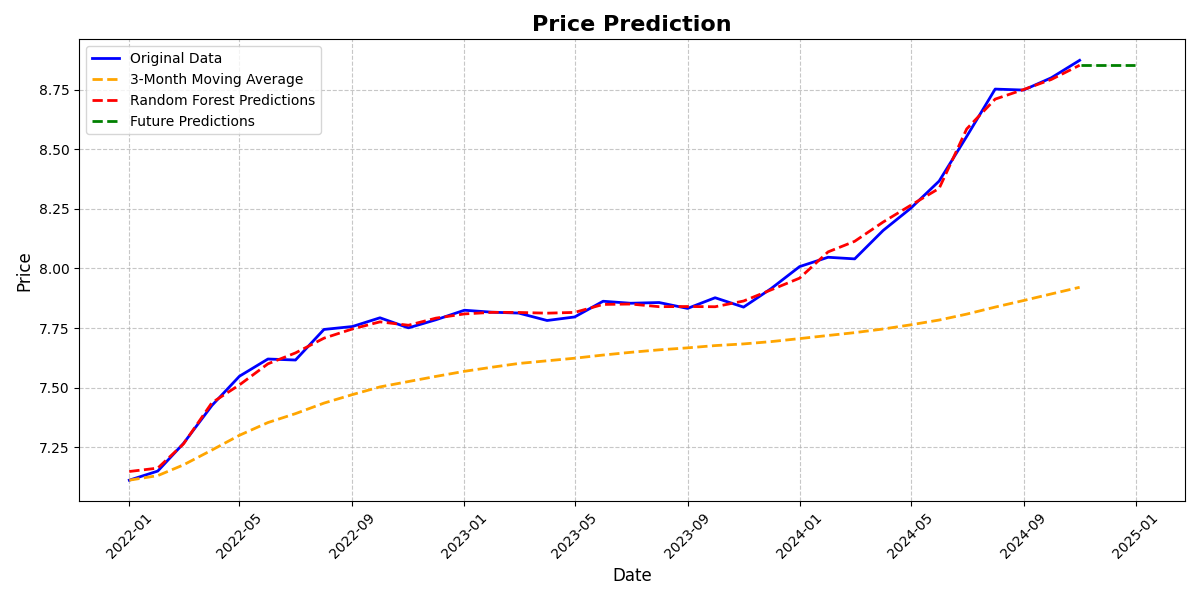 Price Prediction
Original Data
3-Month Moving Average
Random Forest Predictions
Future Predictions
8.75
8.50
8.25
8.00
7.75
7.50
7.25
Price
2022-01
2022-05
2022-09
2023-01
2023-05
2023-09
2024-01
2024-05
2024-09
2025-01
Date